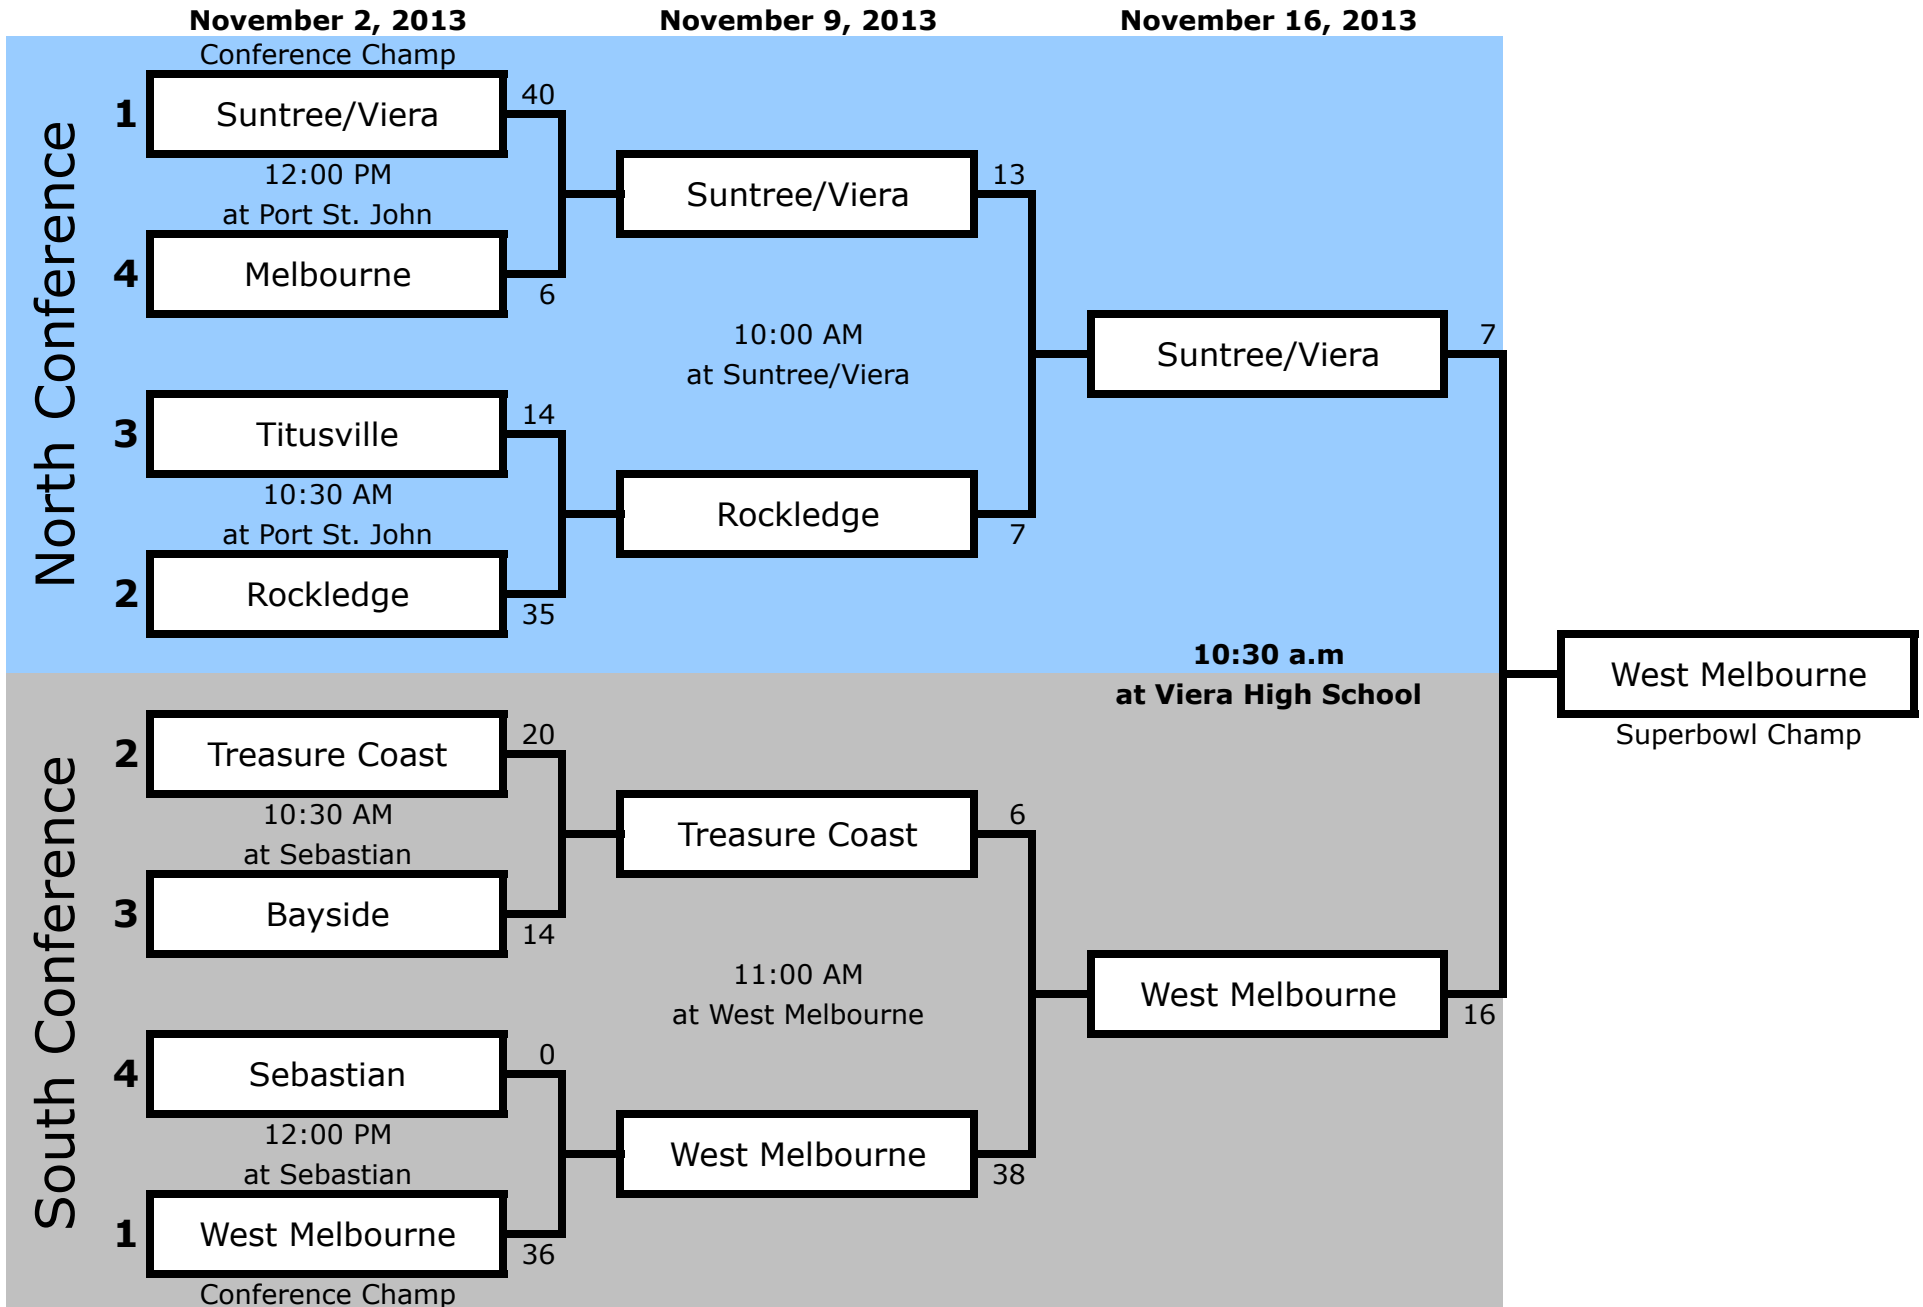 November 2, 2013
November 9, 2013
November 16, 2013
North Conference
Conference Champ
1
Suntree/Viera
40
12:00 PM
at Port St. John
4
Melbourne
6
3
Titusville
14
10:30 AM
at Port St. John
2
Rockledge
35
Suntree/Viera
13
10:00 AM
at Suntree/Viera
Rockledge
7
Suntree/Viera
7
10:30 a.m
at Viera High School
South Conference
2
Treasure Coast
20
10:30 AM
at Sebastian
3
Bayside
14
4
Sebastian
0
12:00 PM
at Sebastian
1
West Melbourne
36
Conference Champ
Treasure Coast
6
11:00 AM
at West Melbourne
West Melbourne
38
West Melbourne
16
West Melbourne
Superbowl Champ